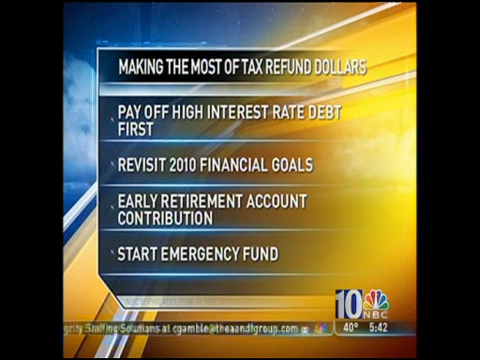 MAKING THE MOST OF TAX REFUND DOLLARS
PAY OFF HIGH INTEREST RATE DEBT
FIRST
REVISIT 2010 FINANCIAL GOALS
EARLY RETIREMENT ACCOUNT
CONTRIBUTION
START EMERGENCY FUND
10
NBC
Staffing Solutions at cgamble@theaandfgroup.com
40° 5:42